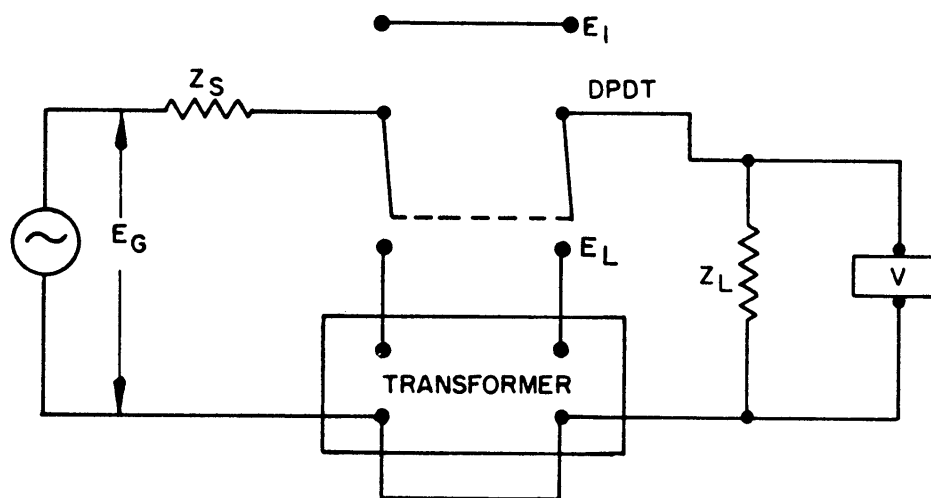 E1
ZS
DPDT
EG
EL
ZL
V
TRANSFORMER